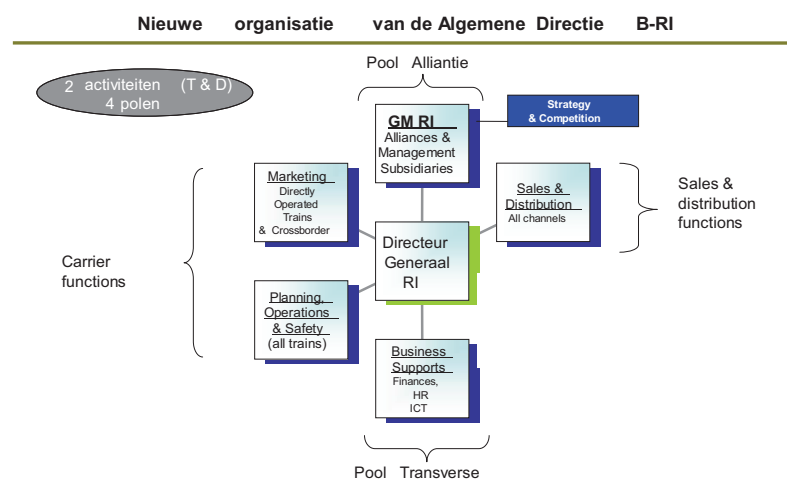 Nieuwe organisatie van de Algemene Directie B-RI
2 activiteiten (T & D)
4 polen
Pool Alliantie
GM RI
Alliances &
Management
Subsidiaries
Strategy
& Competition
Marketing
Directly
Operated
Trains
& Crossborder
Sales &
Distribution
All channels
Sales &
distribution
functions
Carrier
functions
Directeur
Generaal
RI
Planning,
Operations
& Safety
(all trains)
Business
Supports
Finances,
HR
ICT
Pool Transverse